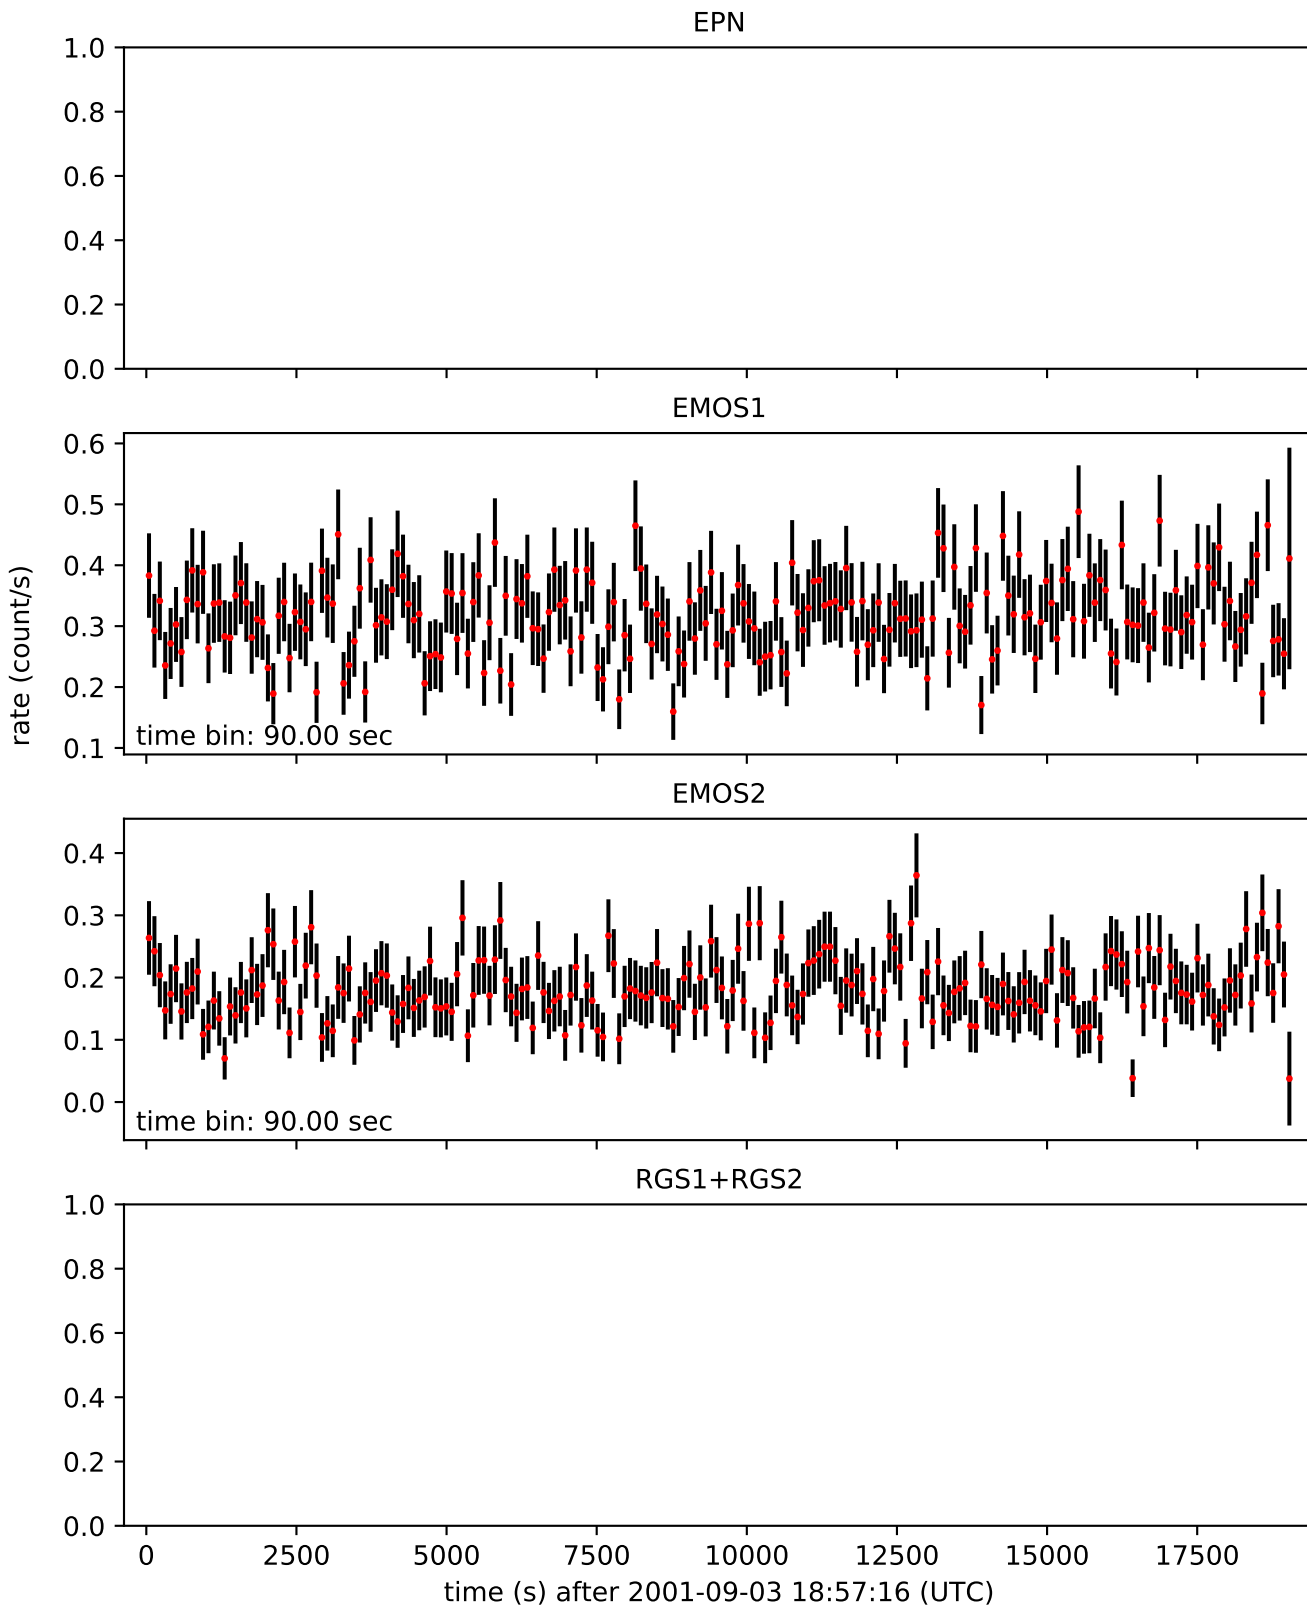 EPN
1.0
0.8
0.6
0.4
0.2
0.0
EMOS1
0.6
0.5
0.4
0.3
0.2
0.1
rate (count/s)
time bin: 90.00 sec
EMOS2
0.4
0.3
0.2
0.1
0.0
time bin: 90.00 sec
RGS1+RGS2
1.0
0.8
0.6
0.4
0.2
0.0
0 2500 5000 7500 10000 12500 15000 17500
time (s) after 2001-09-03 18:57:16 (UTC)